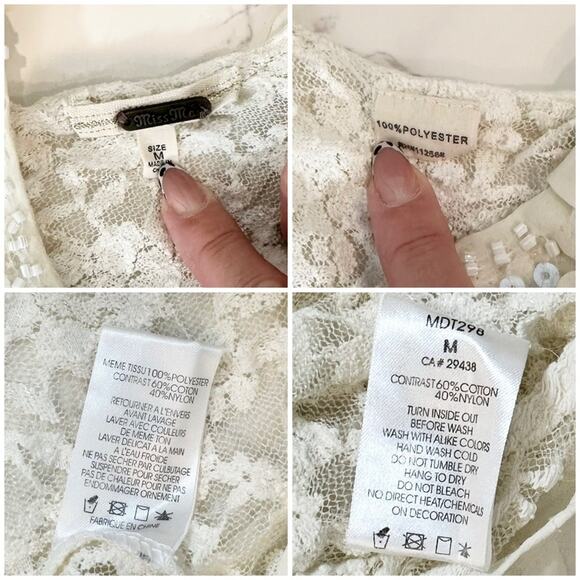 Miss Me
SIZE
M
MADE IN
100%POLYESTER
MEME TISSU 100%POLYESTER
CONTRAST 60%COTON
40%NYLON
RETOURNER A L'ENVERS
AVANT LAVAGE
LAVER AVEC COULEURS
DE MEME TON
LAVER DELICAT A LA MAIN
A L'EAU FROIDE
NE PAS SECHER PAR CULBUTAGE
SUSPENDRE POUR SECHER
PAS DE CHALEUR POUR NE PAS
ENDOMMAGER ORNEMENT
FABRIQUE EN CHINE
MDT298
M
CA# 29438
CONTRAST 60%COTTON
40%NYLON
TURN INSIDE OUT
BEFORE WASH
WASH WITH ALIKE COLORS
HAND WASH COLD
DO NOT TUMBLE DRY
HANG TO DRY
DO NOT BLEACH
NO DIRECT HEAT/CHEMICALS
ON DECORATION